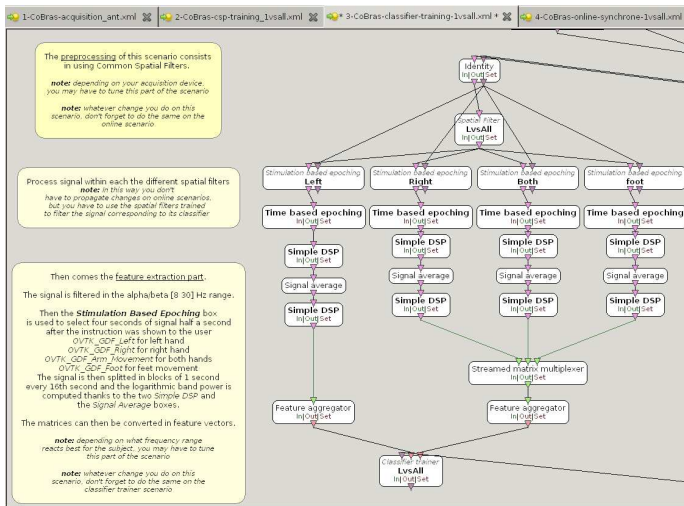 1-CoBras-acquisition_ant.xml
2-CoBras-csp-training_1vsall.xml
* 3-CoBras-classifier-training-1vsall.xml *
4-CoBras-online-synchrone-1vsall.xml
The preprocessing of this scenario consists
in using Common Spatial Filters.
note: depending on your acquisition device,
you may have to tune this part of the scenario
note: whatever change you do on this
scenario, don't forget to do the same on the
online scenario
Identity
In|Out|Set
Spatial Filter
LvsAll
In|Out|Set
Process signal within each the different spatial filters
note: In this way you don't
have to propagate changes on online scenarios,
but you have to use the spatial filters trained
to filter the signal corresponding to its classifier
Stimulation based epoching
Left
In|Out|Set
Stimulation based epoching
Right
In|Out|Set
Stimulation based epoching
Both
In|Out|Set
Stimulation based epoching
foot
In|Out|Set
Time based epoching
In|Out|Set
Time based epoching
In|Out|Set
Time based epoching
In|Out|Set
Time based epoching
In|Out|Set
Simple DSP
In|Out|Set
Simple DSP
In|Out|Set
Simple DSP
In|Out|Set
Simple DSP
In|Out|Set
Signal average
Signal average
Signal average
Signal average
Simple DSP
In|Out|Set
Simple DSP
In|Out|Set
Simple DSP
In|Out|Set
Simple DSP
In|Out|Set
Then comes the feature extraction part.
The signal is filtered in the alpha/beta [8 30] Hz range.
Then the Stimulation Based Epoching box
is used to select four seconds of signal half a second
after the instruction was shown to the user
OVTK_GDF_Left for left hand
OVTK_GDF_Right for right hand
OVTK_GDF_Arm_Movement for both hands
OVTK_GDF_Foot for feet movement
The signal is then splitted in blocks of 1 second
every 16th second and the logarithmic band power is
computed thanks to the two Simple DSP and
the Signal Average boxes.
The matrices can then be converted in feature vectors.
note: depending on what frequency range
reacts best for the subject, you may have to tune
this part of the scenario
note: whatever change you do on this
scenario, don't forget to do the same on the
classifier trainer scenario
Streamed matrix multiplexer
In|Out|Set
Feature aggregator
In|Out|Set
Feature aggregator
In|Out|Set
Classifier trainer
LvsAll
In|Out|Set